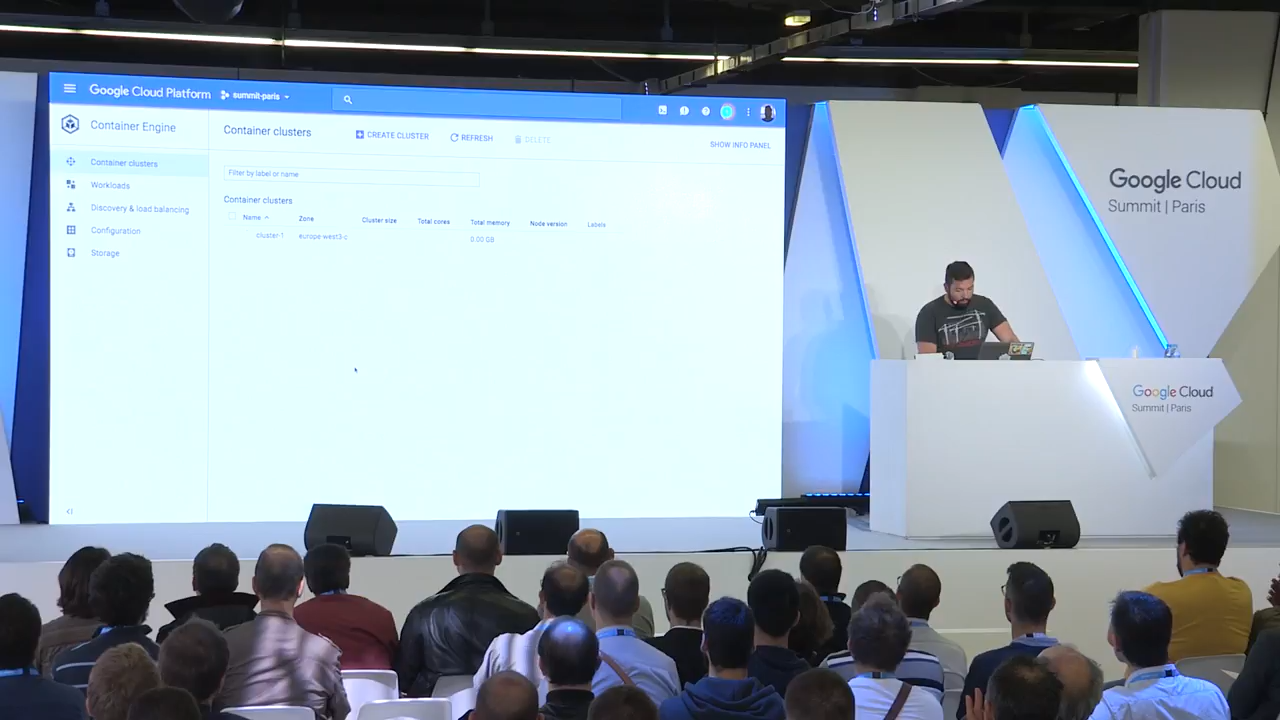 Google Cloud Platform
summit-paris
Container Engine
Container clusters
CREATE CLUSTER
REFRESH
DELETE
SHOW INFO PANEL
Container clusters
Workloads
Discovery & load balancing
Configuration
Storage
Filter by label or name
Container clusters
Name
Zone
Cluster size
Total cores
Total memory
Node version
Labels
cluster-1
europe-west3-c
0.00 GB
Google Cloud
Summit | Paris
Google Cloud
Summit | Paris